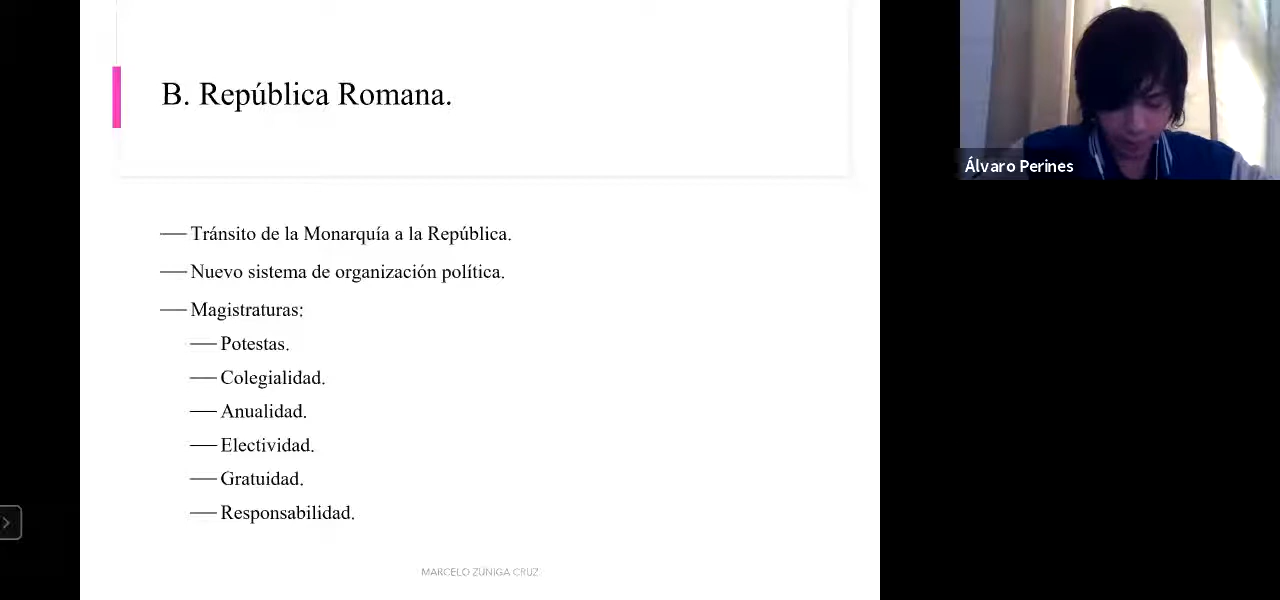 B. República Romana.
Álvaro Perines
— Tránsito de la Monarquía a la República.
— Nuevo sistema de organización política.
— Magistraturas:
— Potestas.
— Colegialidad.
— Anualidad.
— Electividad.
— Gratuidad.
— Responsabilidad.
MARCELO ZÚÑIGA CRUZ